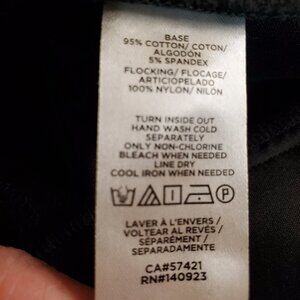 BASE
95% COTTON/ COTON/
ALGODÓN
5% SPANDEX
FLOCKING/ FLOCAGE/
ARTICIOPELADO
100% NYLON/ NILÓN
TURN INSIDE OUT
HAND WASH COLD
SEPARATELY
ONLY NON-CHLORINE
BLEACH WHEN NEEDED
LINE DRY
COOL IRON WHEN NEEDED
P
LAVER À L'ENVERS /
VOLTEAR AL REVÉS /
SÉPARÉMENT /
SEPARADAMENTE
CA#57421
RN#140923